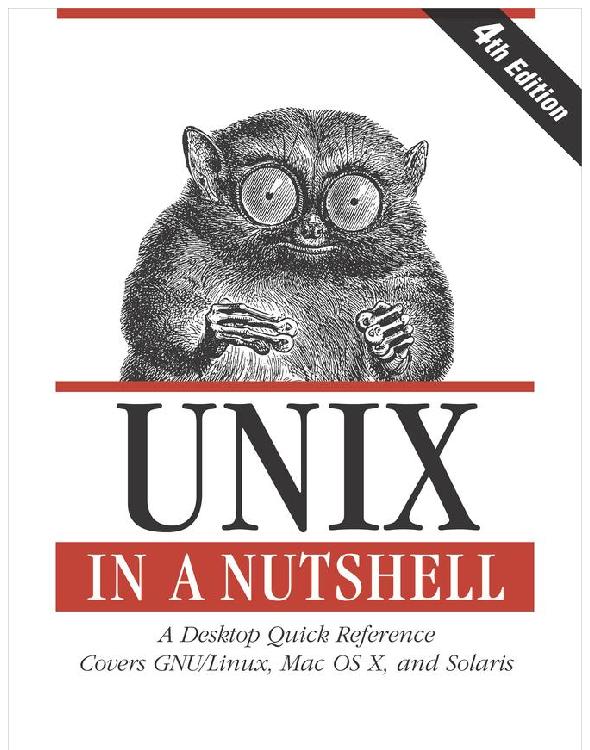 4th Edition
UNIX
IN A NUTSHELL
A Desktop Quick Reference
Covers GNU/Linux, Mac OS X, and Solaris